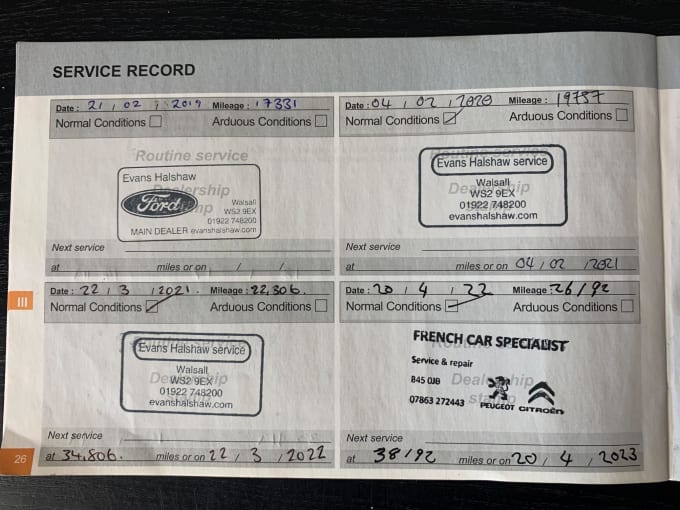 SERVICE RECORD
Date : 21 / 02 / 2019 Mileage : 17331
Normal Conditions Arduous Conditions
Routine service
Evans Halshaw
Dealership
Ford
Walsall
WS2 9EX
01922 748200
MAIN DEALER evanshalshaw.com
Next service
at miles or on / /
Date : 04 / 02 / 2020 Mileage : 19737
Normal Conditions Arduous Conditions
Evans Halshaw service
Walsall
WS2 9EX
01922 748200
evanshalshaw.com
Next service
at miles or on 04 / 02 / 2021
III
Date : 22 / 3 / 2021. Mileage : 22,306.
Normal Conditions Arduous Conditions
Evans Halshaw service
Walsall
WS2 9EX
01922 748200
evanshalshaw.com
Next service
at 34,806. miles or on 22 / 3 / 2022
Date : 20 / 4 / 22 Mileage : 26192
Normal Conditions Arduous Conditions
FRENCH CAR SPECIALIST
Service & repair
B45 0JB
07863 272443
PEUGEOT CITROËN
Next service
at 38192 miles or on 20 / 4 / 2023
26